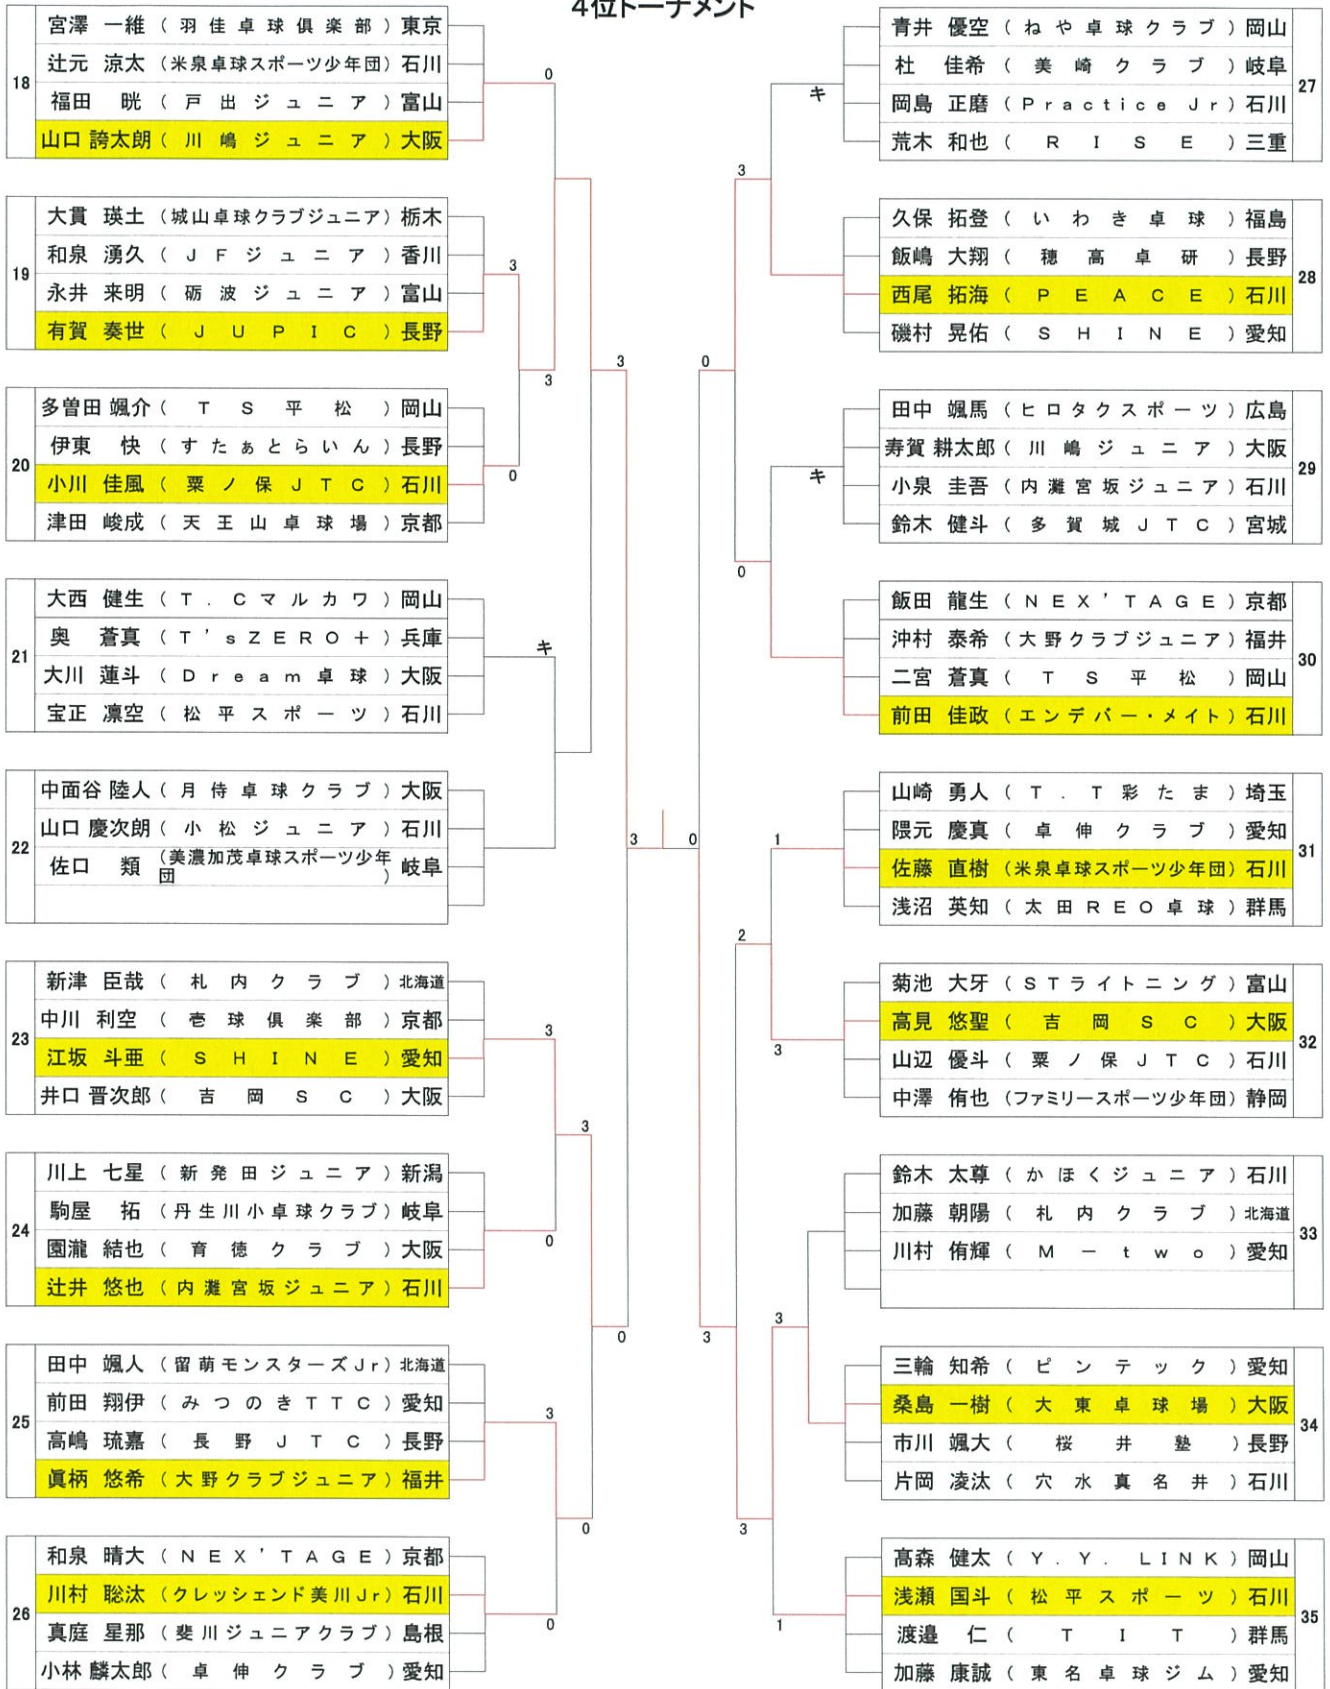 4位トーナメント
18
宮澤 一維 (羽佳卓球倶楽部) 東京
辻元 涼太 (米泉卓球スポーツ少年団) 石川
福田 晄 (戸出ジュニア) 富山
山口 誇太朗 (川嶋ジュニア) 大阪
0
19
大貫 瑛土 (城山卓球クラブジュニア) 栃木
和泉 湧久 (JFジュニア) 香川
永井 来明 (砺波ジュニア) 富山
有賀 奏世 (JUPIC) 長野
3
3
3
20
多曽田 颯介 (TS平松) 岡山
伊東 快 (すたぁとらいん) 長野
小川 佳風 (粟ノ保JTC) 石川
津田 峻成 (天王山卓球場) 京都
0
21
大西 健生 (T.Cマルカワ) 岡山
奥 蒼真 (T'sZERO+) 兵庫
大川 蓮斗 (Dream卓球) 大阪
宝正 凛空 (松平スポーツ) 石川
キ
22
中面谷 陸人 (月侍卓球クラブ) 大阪
山口 慶次朗 (小松ジュニア) 石川
佐口 類 (美濃加茂卓球スポーツ少年団) 岐阜
3
0
23
新津 臣哉 (札内クラブ) 北海道
中川 利空 (壱球倶楽部) 京都
江坂 斗亜 (SHINE) 愛知
井口 晋次郎 (吉岡SC) 大阪
3
3
24
川上 七星 (新発田ジュニア) 新潟
駒屋 拓 (丹生川小卓球クラブ) 岐阜
園瀧 結也 (育徳クラブ) 大阪
辻井 悠也 (内灘宮坂ジュニア) 石川
0
0
25
田中 颯人 (留萌モンスターズJr) 北海道
前田 翔伊 (みつのきTTC) 愛知
高嶋 琉嘉 (長野JTC) 長野
眞柄 悠希 (大野クラブジュニア) 福井
3
0
26
和泉 晴大 (NEX'TAGE) 京都
川村 聡汰 (クレッシェンド美川Jr) 石川
真庭 星那 (斐川ジュニアクラブ) 島根
小林 麟太郎 (卓伸クラブ) 愛知
0
青井 優空 (ねや卓球クラブ) 岡山
杜 佳希 (美崎クラブ) 岐阜
岡島 正磨 (Practice Jr) 石川
荒木 和也 (RISE) 三重
27
キ
3
久保 拓登 (いわき卓球) 福島
飯嶋 大翔 (穂高卓研) 長野
西尾 拓海 (PEACE) 石川
磯村 晃佑 (SHINE) 愛知
28
0
田中 颯馬 (ヒロタクスポーツ) 広島
寿賀 耕太郎 (川嶋ジュニア) 大阪
小泉 圭吾 (内灘宮坂ジュニア) 石川
鈴木 健斗 (多賀城JTC) 宮城
29
キ
0
飯田 龍生 (NEX'TAGE) 京都
沖村 泰希 (大野クラブジュニア) 福井
二宮 蒼真 (TS平松) 岡山
前田 佳政 (エンデバー・メイト) 石川
30
山崎 勇人 (T.T彩たま) 埼玉
隈元 慶真 (卓伸クラブ) 愛知
佐藤 直樹 (米泉卓球スポーツ少年団) 石川
浅沼 英知 (太田REO卓球) 群馬
31
1
2
菊池 大牙 (STライトニング) 富山
高見 悠聖 (吉岡SC) 大阪
山辺 優斗 (粟ノ保JTC) 石川
中澤 侑也 (ファミリースポーツ少年団) 静岡
32
3
鈴木 太尊 (かほくジュニア) 石川
加藤 朝陽 (札内クラブ) 北海道
川村 侑輝 (M-two) 愛知
33
3
3
三輪 知希 (ピンテック) 愛知
桑島 一樹 (大東卓球場) 大阪
市川 颯大 (桜井塾) 長野
片岡 凌汰 (穴水真名井) 石川
34
3
髙森 健太 (Y.Y. LINK) 岡山
浅瀬 国斗 (松平スポーツ) 石川
渡邉 仁 (TIT) 群馬
加藤 康誠 (東名卓球ジム) 愛知
35
1